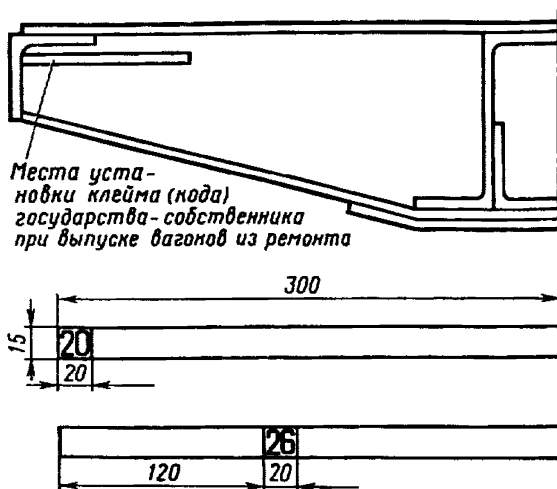 Места уста-
новки клейма (кода)
государства-собственника
при выпуске вагонов из ремонта
300
15
20
20
26
120
20